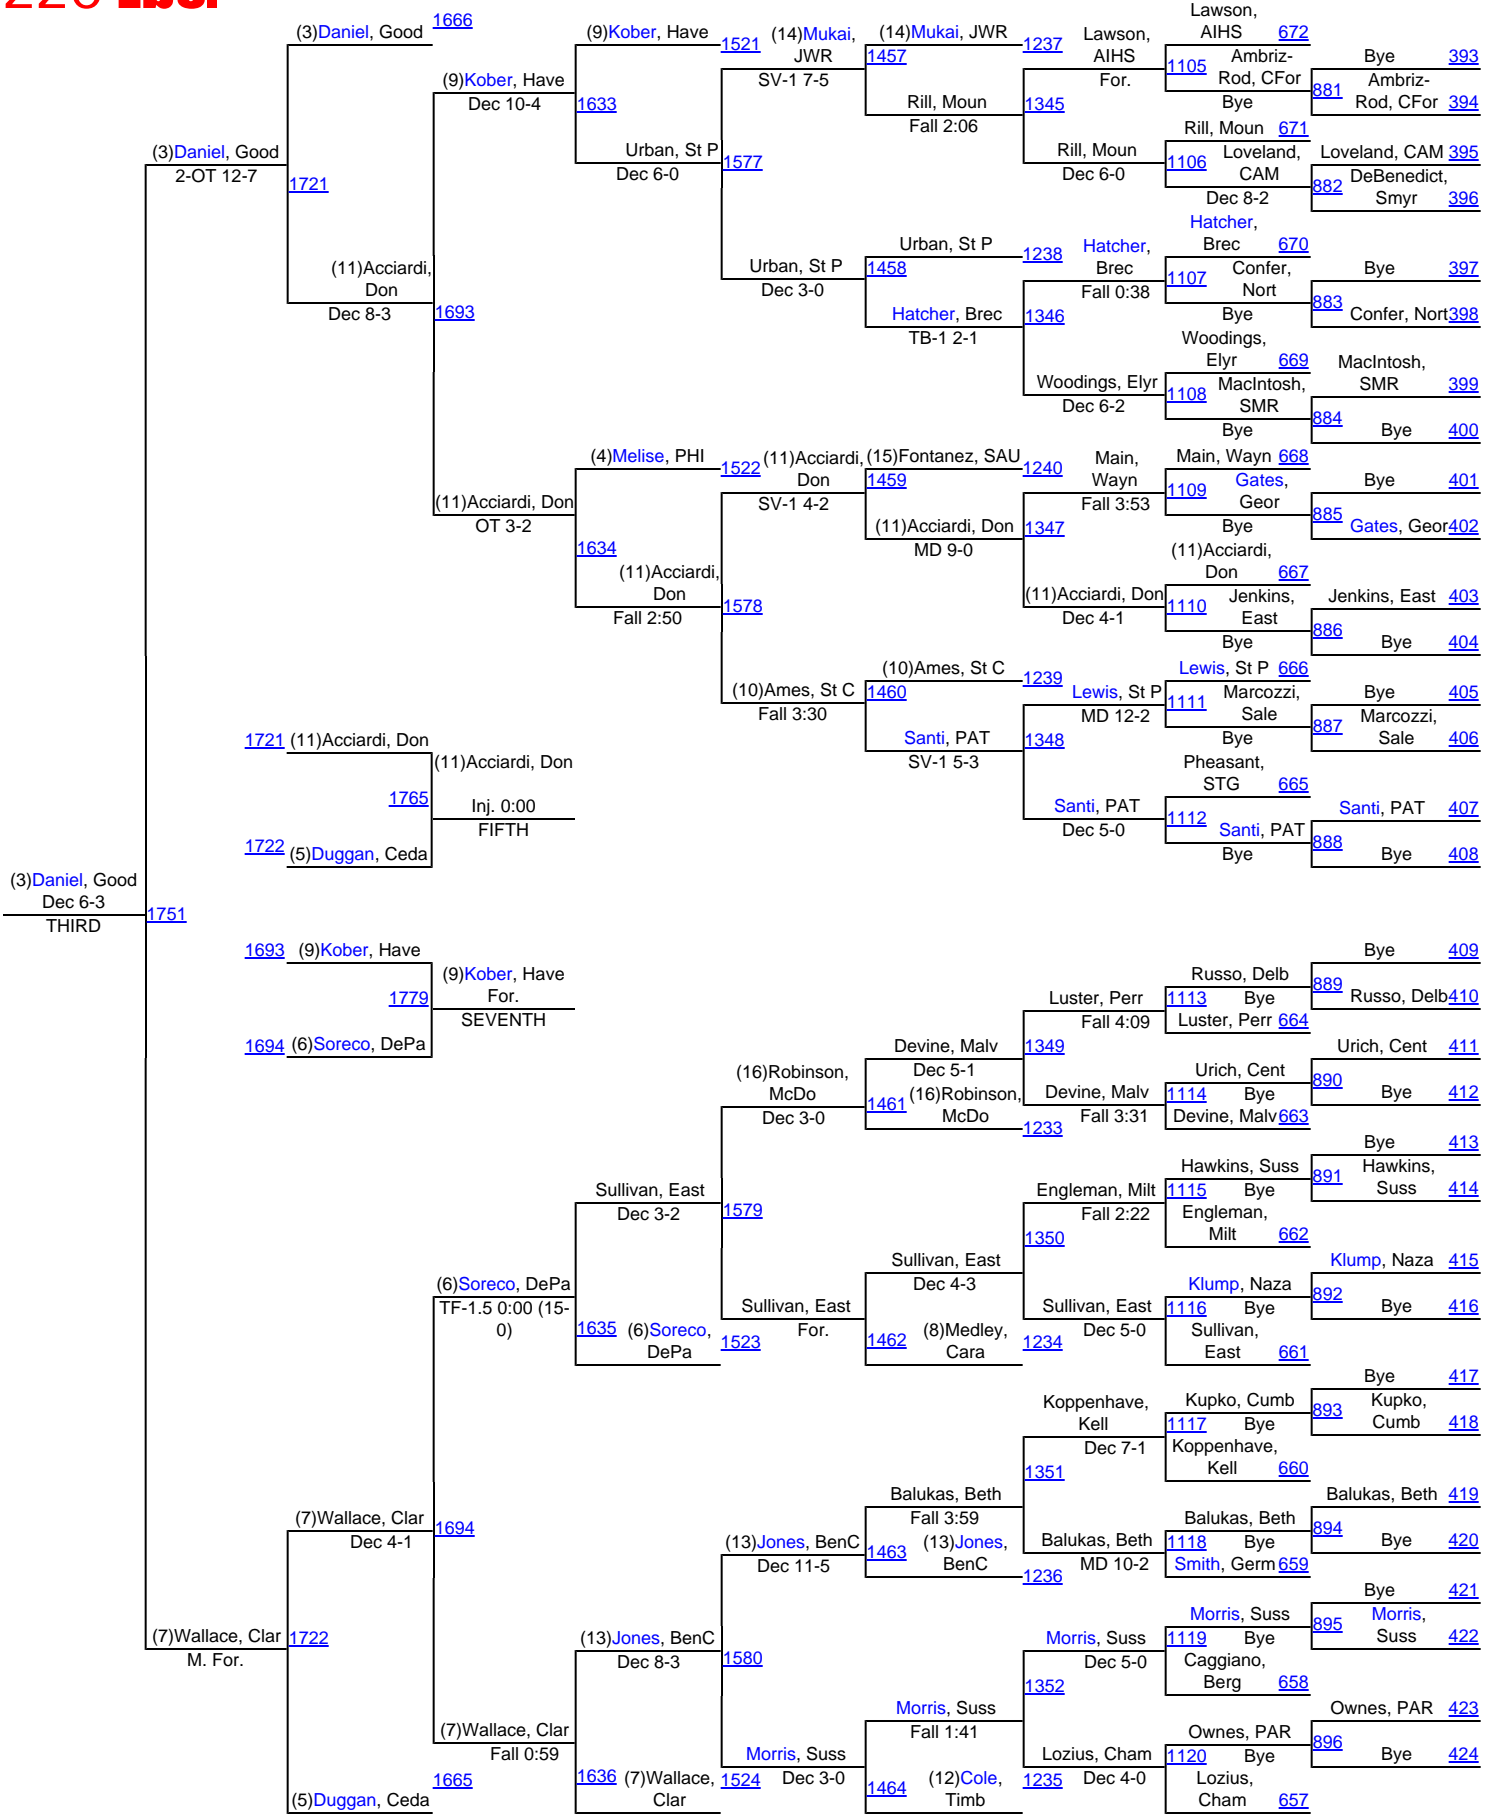 (3)Daniel, Good
1666
(9)Kober, Have
Dec 10-4
(3)Daniel, Good
2-OT 12-7
1721
(11)Acciardi,
Don
Dec 8-3
1693
(9)Kober, Have
1521
1633
Urban, St P
Dec 6-0
1577
(14)Mukai,
JWR
SV-1 7-5
(14)Mukai, JWR
1237
1457
Rill, Moun
Fall 2:06
1345
Lawson,
AIHS
For.
Rill, Moun
Dec 6-0
Lawson,
AIHS 672
1105 Ambriz-
Rod, CFor
Bye
Bye 393
881 Ambriz-
Rod, CFor 394
Rill, Moun 671
1106 Loveland,
CAM
Dec 8-2
Loveland, CAM 395
882 DeBenedict,
Smyr 396
Urban, St P
Dec 3-0
Urban, St P
1238
1458
Hatcher, Brec
TB-1 2-1
1346
Hatcher,
Brec
Fall 0:38
Woodings, Elyr
Dec 6-2
Hatcher,
Brec 670
1107 Confer,
Nort
Bye
Bye 397
883
Confer, Nort 398
Woodings,
Elyr 669
1108 MacIntosh,
SMR
Bye
MacIntosh,
SMR 399
884
Bye 400
(11)Acciardi, Don
OT 3-2
(4)Melise, PHI
1522
1634
(11)Acciardi,
Don
Fall 2:50
1578
(11)Acciardi,
Don
SV-1 4-2
(15)Fontanez, SAU
1240
1459
(11)Acciardi, Don
MD 9-0
1347
Main,
Wayn
Fall 3:53
(11)Acciardi, Don
Dec 4-1
Main, Wayn 668
1109 Gates,
Geor
Bye
Bye 401
885
Gates, Geor 402
(11)Acciardi,
Don 667
1110 Jenkins,
East
Bye
Jenkins, East 403
886
Bye 404
(10)Ames, St C
Fall 3:30
(10)Ames, St C
1239
1460
Santi, PAT
SV-1 5-3
1348
Lewis, St P
MD 12-2
Santi, PAT
Dec 5-0
Lewis, St P 666
1111 Marcozzi,
Sale
Bye
Bye 405
887 Marcozzi,
Sale 406
Pheasant,
STG 665
1112
Santi, PAT
Bye
Santi, PAT 407
888
Bye 408
1721 (11)Acciardi, Don
(11)Acciardi, Don
1765
Inj. 0:00
FIFTH
1722 (5)Duggan, Ceda
(3)Daniel, Good
Dec 6-3
THIRD
1751
1693 (9)Kober, Have
(9)Kober, Have
1779
For.
SEVENTH
1694 (6)Soreco, DePa
(16)Robinson,
McDo
Dec 3-0
Devine, Malv
Dec 5-1
1461 (16)Robinson,
McDo
1233
1349
Luster, Perr
Fall 4:09
Devine, Malv
Fall 3:31
Russo, Delb
1113 Bye
Luster, Perr 664
Bye 409
889
Russo, Delb 410
Urich, Cent
1114 Bye
Devine, Malv 663
Urich, Cent 411
890
Bye 412
(6)Soreco, DePa
TF-1.5 0:00 (15-
0)
Sullivan, East
Dec 3-2
1635 (6)Soreco,
DePa
1523
1579
Sullivan, East
For.
Sullivan, East
Dec 4-3
1462 (8)Medley,
Cara
1234
1350
Engleman, Milt
Fall 2:22
Sullivan, East
Dec 5-0
Hawkins, Suss
1115 Bye
Engleman,
Milt 662
Bye 413
891 Hawkins,
Suss 414
Klump, Naza
1116 Bye
Sullivan,
East 661
Klump, Naza 415
892
Bye 416
(7)Wallace, Clar
Dec 4-1
1694
(7)Wallace, Clar
M. For.
1722
(5)Duggan, Ceda
1665
(7)Wallace, Clar
Fall 0:59
(13)Jones, BenC
Dec 8-3
1636 (7)Wallace,
Clar
1524
1580
(13)Jones, BenC
Dec 11-5
Balukas, Beth
Fall 3:59
1463 (13)Jones,
BenC
1236
1351
Koppenhave,
Kell
Dec 7-1
Balukas, Beth
MD 10-2
Kupko, Cumb
1117 Bye
Koppenhave,
Kell 660
Bye 417
893 Kupko,
Cumb 418
Balukas, Beth
1118 Bye
Smith, Germ 659
Balukas, Beth 419
894
Bye 420
Morris, Suss
Dec 3-0
Morris, Suss
Fall 1:41
1464 (12)Cole,
Timb
1235
1352
Morris, Suss
Dec 5-0
Lozius, Cham
Dec 4-0
Morris, Suss
1119 Bye
Caggiano,
Berg 658
Bye 421
895 Morris,
Suss 422
Ownes, PAR
1120 Bye
Lozius,
Cham 657
Ownes, PAR 423
896
Bye 424